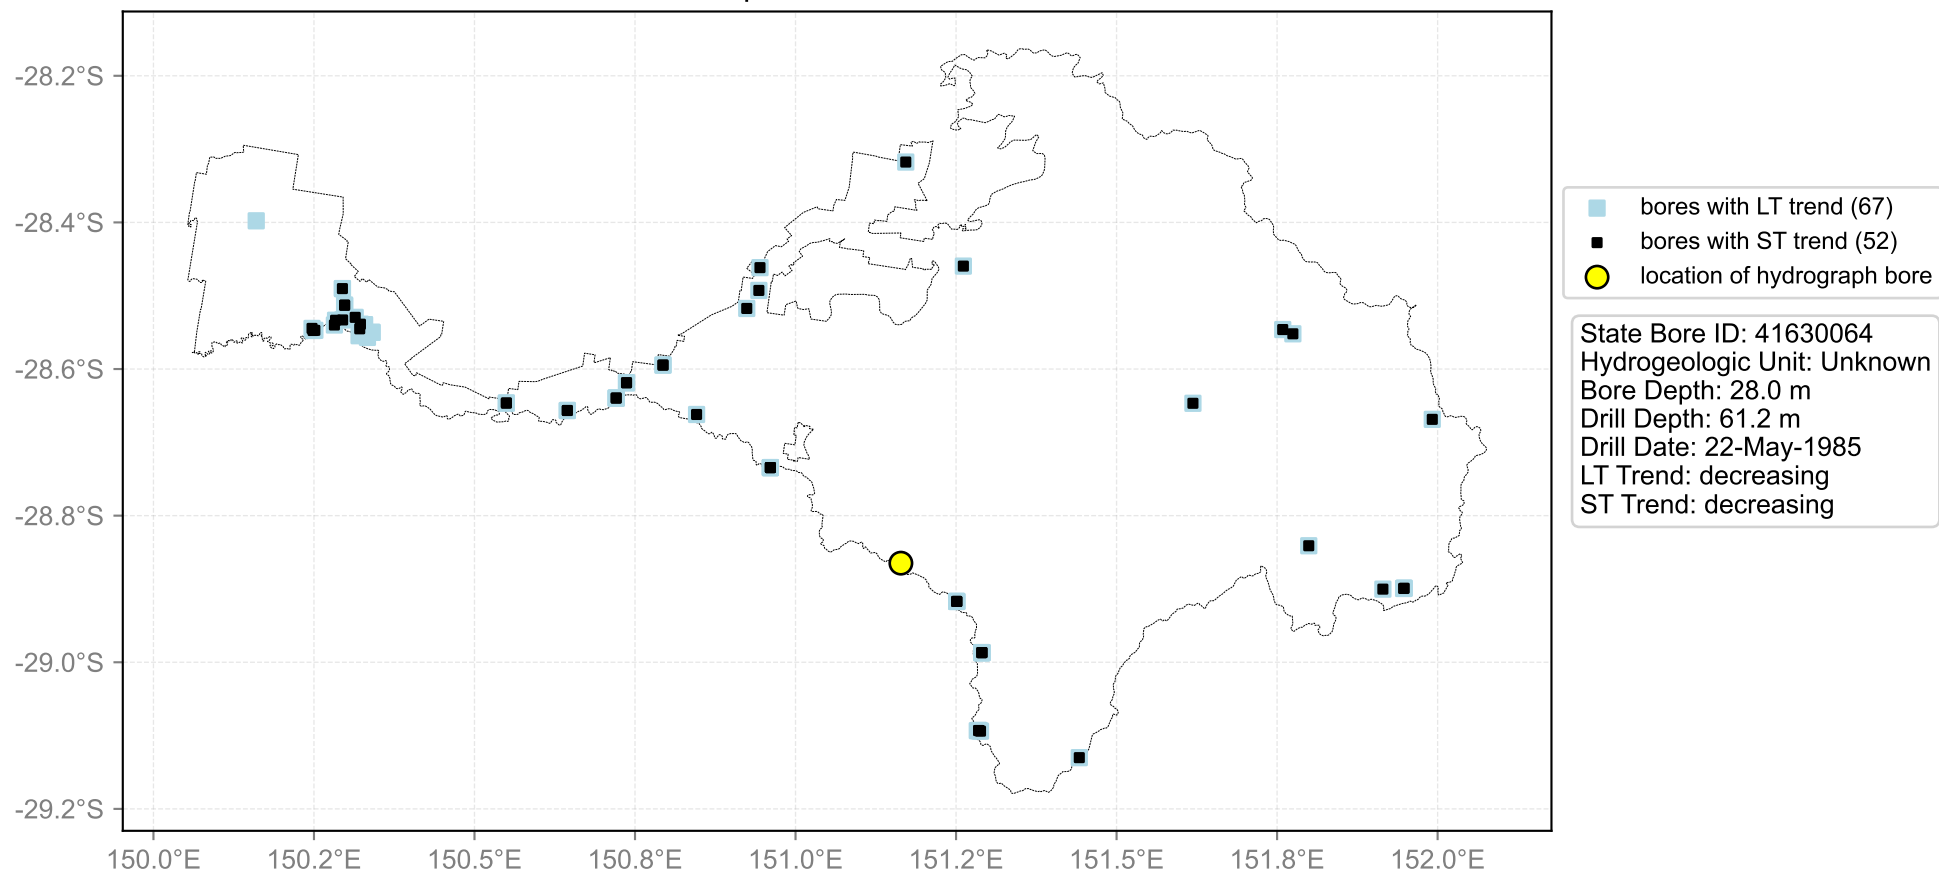 -28.2°S
-28.4°S
-28.6°S
-28.8°S
-29.0°S
-29.2°S
150.0°E 150.2°E 150.5°E 150.8°E 151.0°E 151.2°E 151.5°E 151.8°E 152.0°E
bores with LT trend (67)
bores with ST trend (52)
location of hydrograph bore
State Bore ID: 41630064
Hydrogeologic Unit: Unknown
Bore Depth: 28.0 m
Drill Depth: 61.2 m
Drill Date: 22-May-1985
LT Trend: decreasing
ST Trend: decreasing